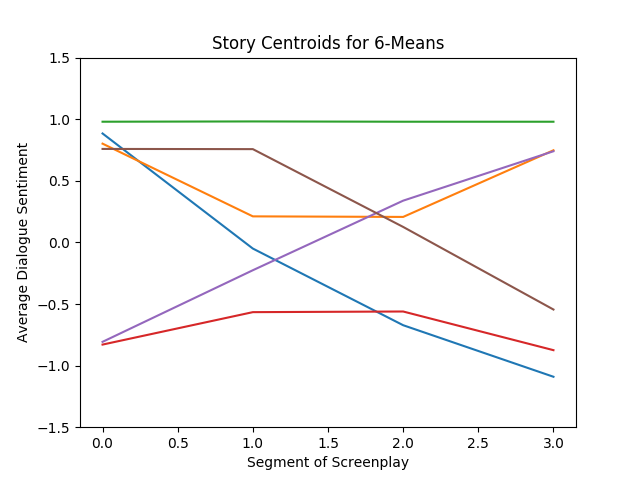 Story Centroids for 6-Means
1.5
1.0
0.5
0.0
−0.5
−1.0
−1.5
Average Dialogue Sentiment
0.0 0.5 1.0 1.5 2.0 2.5 3.0
Segment of Screenplay